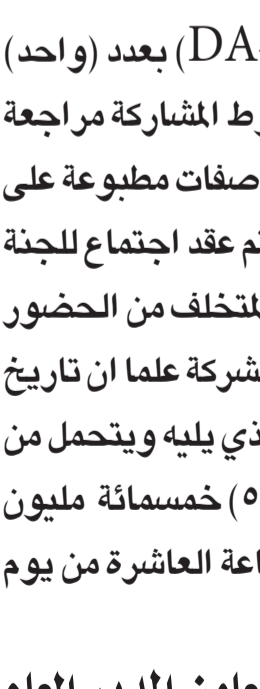 DA) بعدد (واحد)
ط المشاركة مراجعة
صفات مطبوعة على
م عقد اجتماع للجنة
لمتخلف من الحضور
شركة علما ان تاريخ
ذي يليه ويتحمل من
٥) خمسمائة مليون
اعة العاشرة من يوم